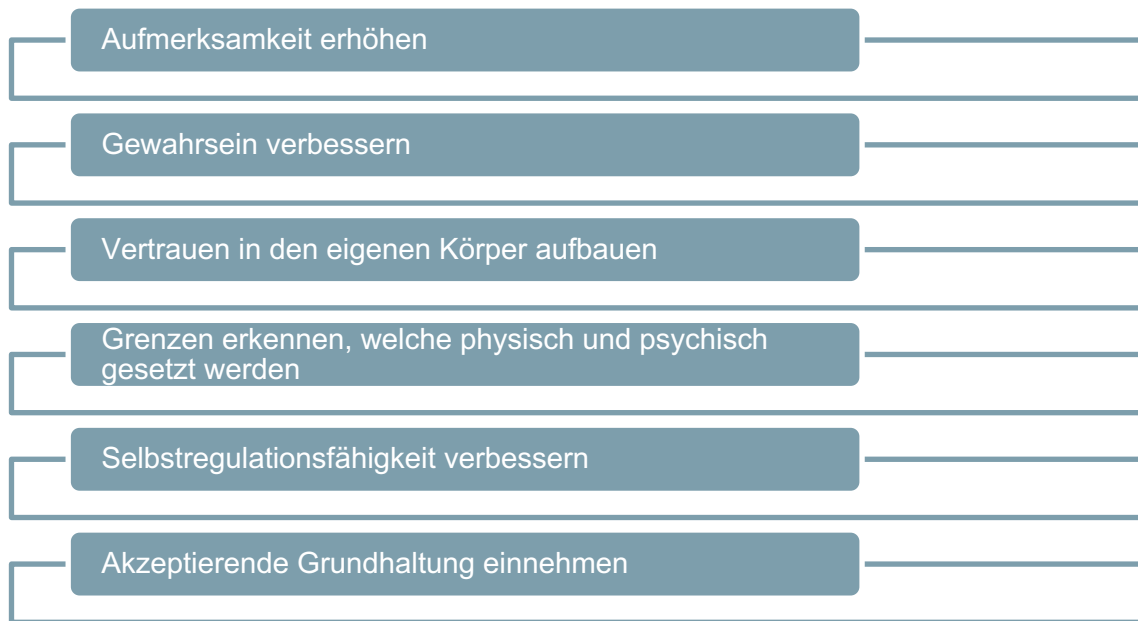 Aufmerksamkeit erhöhen
Gewahrsein verbessern
Vertrauen in den eigenen Körper aufbauen
Grenzen erkennen, welche physisch und psychisch
gesetzt werden
Selbstregulationsfähigkeit verbessern
Akzeptierende Grundhaltung einnehmen